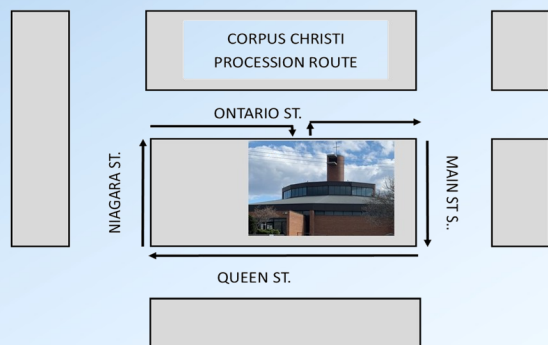 CORPUS CHRISTI
PROCESSION ROUTE
ONTARIO ST.
NIAGARA ST.
MAIN ST S..
QUEEN ST.